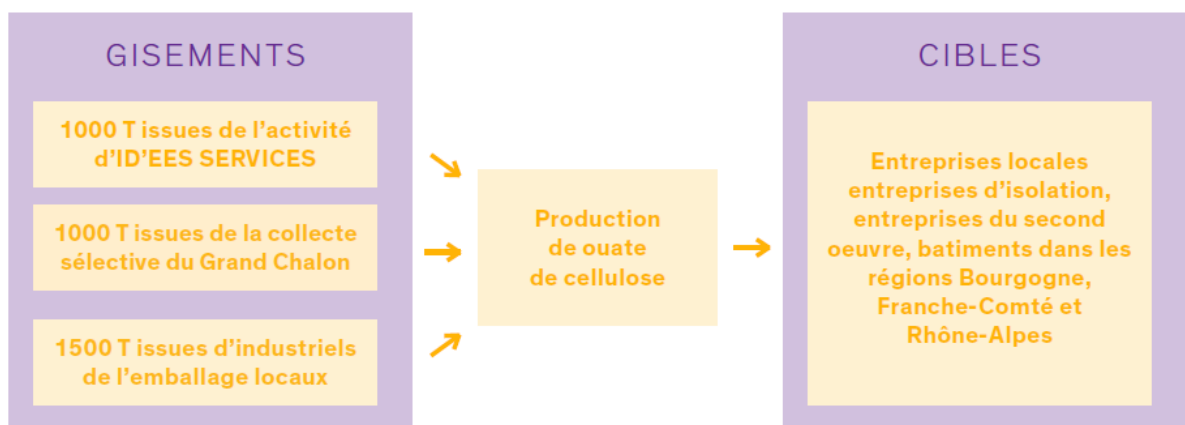 GISEMENTS
1000 T issues de l'activité
d'ID'EES SERVICES
1000 T issues de la collecte
sélective du Grand Chalon
1500 T issues d'industriels
de l'emballage locaux
Production
de ouate
de cellulose
CIBLES
Entreprises locales
entreprises d'isolation,
entreprises du second
oeuvre, batiments dans les
régions Bourgogne,
Franche-Comté et
Rhône-Alpes